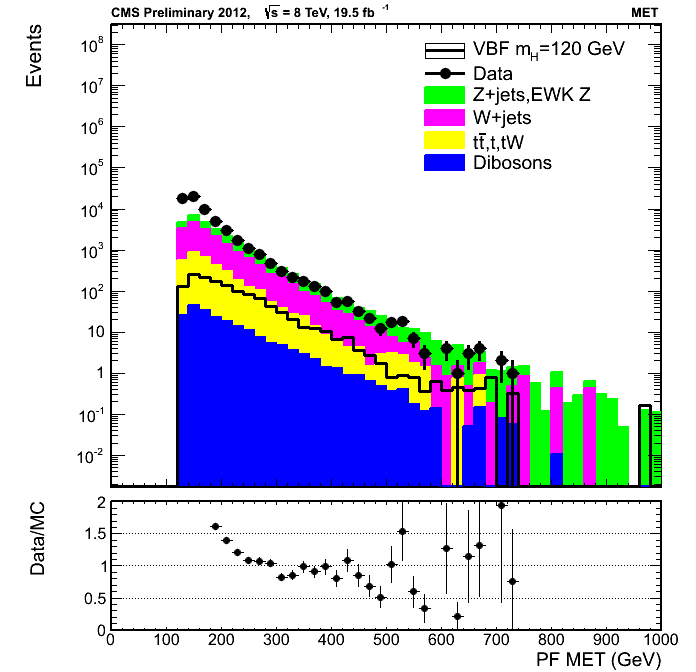 CMS Preliminary 2012, √s = 8 TeV, 19.5 fb⁻¹ MET
Events
10⁸
10⁷
10⁶
10⁵
10⁴
10³
10²
10
1
10⁻¹
10⁻²
VBF m_H=120 GeV
Data
Z+jets,EWK Z
W+jets
tt̄,t,tW
Dibosons
Data/MC
2
1.5
1
0.5
0
0 100 200 300 400 500 600 700 800 900 1000
PF MET (GeV)